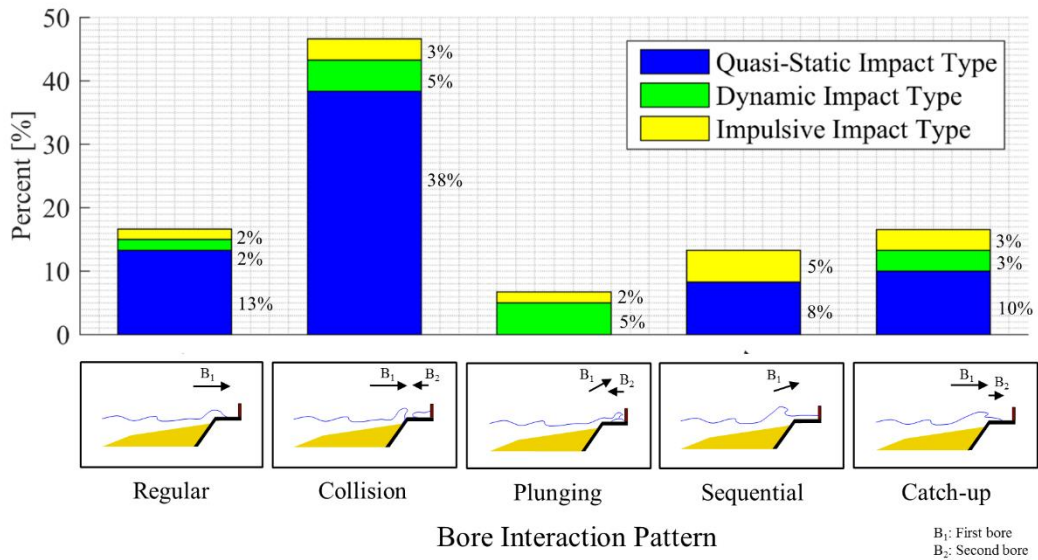 50
40
30
20
10
0
Percent [%]
Quasi-Static Impact Type
Dynamic Impact Type
Impulsive Impact Type
2%
2%
13%
3%
5%
38%
2%
5%
5%
8%
3%
3%
10%
B₁
B₁ B₂
B₁ B₂
B₁
B₁ B₂
Regular Collision Plunging Sequential Catch-up
Bore Interaction Pattern
B₁: First bore
B₂: Second bore